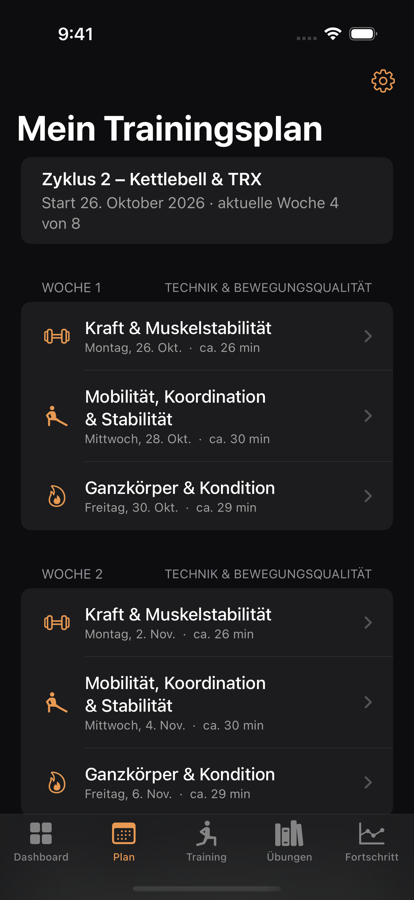 9:41
Mein Trainingsplan
Zyklus 2 – Kettlebell & TRX
Start 26. Oktober 2026 · aktuelle Woche 4
von 8
WOCHE 1 TECHNIK & BEWEGUNGSQUALITÄT
Kraft & Muskelstabilität
Montag, 26. Okt. · ca. 26 min
Mobilität, Koordination
& Stabilität
Mittwoch, 28. Okt. · ca. 30 min
Ganzkörper & Kondition
Freitag, 30. Okt. · ca. 29 min
WOCHE 2 TECHNIK & BEWEGUNGSQUALITÄT
Kraft & Muskelstabilität
Montag, 2. Nov. · ca. 26 min
Mobilität, Koordination
& Stabilität
Mittwoch, 4. Nov. · ca. 30 min
Ganzkörper & Kondition
Freitag, 6. Nov. · ca. 29 min
Dashboard Plan Training Übungen Fortschritt